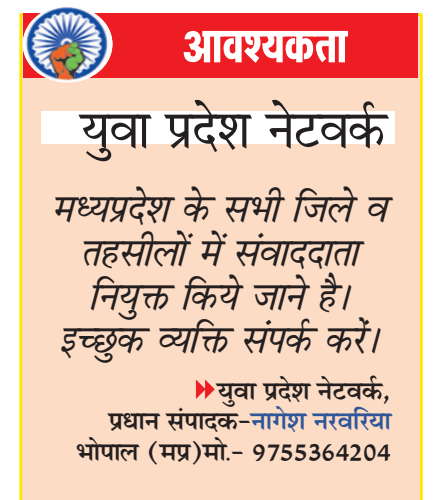 आवश्यकता
युवा प्रदेश नेटवर्क
मध्यप्रदेश के सभी जिले व
तहसीलों में संवाददाता
नियुक्त किये जाने है।
इच्छुक व्यक्ति संपर्क करें।
युवा प्रदेश नेटवर्क,
प्रधान संपादक-नागेश नरवरिया
भोपाल (मप्र)मो.- 9755364204